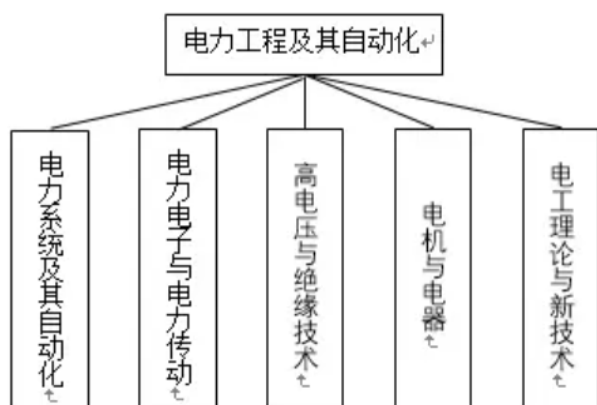 电力工程及其自动化
电力系统及其自动化
电力电子与电力传动
高电压与绝缘技术
电机与电器
电工理论与新技术